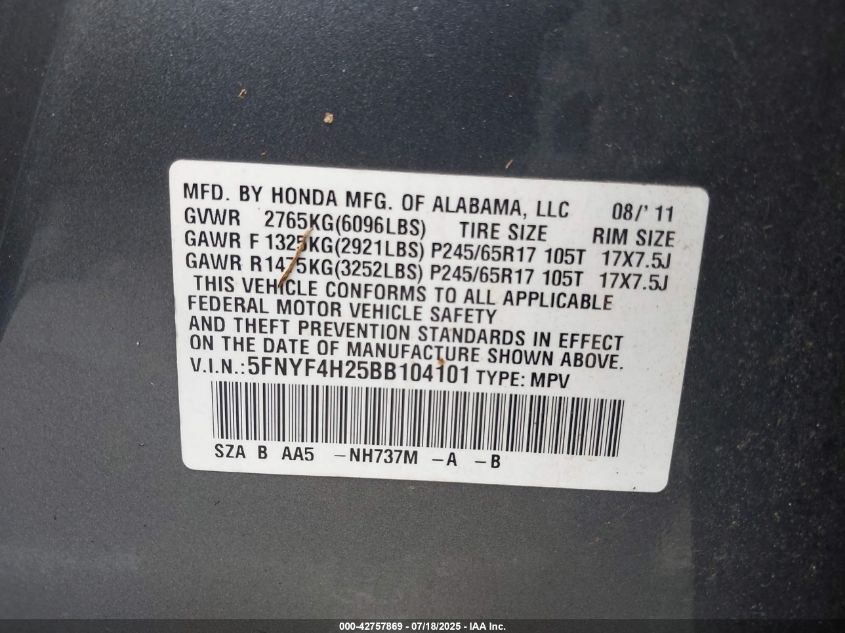 MFD. BY HONDA MFG. OF ALABAMA, LLC 08/'11
GVWR 2765KG(6096LBS) TIRE SIZE RIM SIZE
GAWR F 1325KG(2921LBS) P245/65R17 105T 17X7.5J
GAWR R1475KG(3252LBS) P245/65R17 105T 17X7.5J
THIS VEHICLE CONFORMS TO ALL APPLICABLE
FEDERAL MOTOR VEHICLE SAFETY
AND THEFT PREVENTION STANDARDS IN EFFECT
ON THE DATE OF MANUFACTURE SHOWN ABOVE.
V.I.N.:5FNYF4H25BB104101 TYPE: MPV
SZA B AA5 -NH737M -A -B
000-42757869 - 07/18/2025 - IAA Inc.